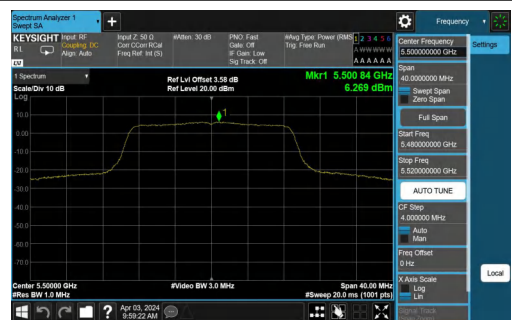 Spectrum Analyzer 1
Swept SA
Frequency
KEYSIGHT
RL
LXI
Input: RF
Coupling: DC
Align: Auto
Input Z: 50 Ω
Corr CCorr RCal
Freq Ref: Int (S)
#Atten: 30 dB
PNO: Fast
Gate: Off
IF Gain: Low
Sig Track: Off
#Avg Type: Power (RMS
Trig: Free Run
1 2 3 4 5 6
A W W W W W
A A A A A A
1 Spectrum
Scale/Div 10 dB
Ref Lvl Offset 3.58 dB
Ref Level 20.00 dBm
Mkr1 5.500 84 GHz
6.269 dBm
Log
10.0
0.00
-10.0
-20.0
-30.0
-40.0
-50.0
-60.0
-70.0
1
Center 5.50000 GHz
#Res BW 1.0 MHz
#Video BW 3.0 MHz
Span 40.00 MHz
#Sweep 20.0 ms (1001 pts)
Center Frequency
5.500000000 GHz
Settings
Span
40.0000000 MHz
Swept Span
Zero Span
Full Span
Start Freq
5.480000000 GHz
Stop Freq
5.520000000 GHz
AUTO TUNE
CF Step
4.000000 MHz
Auto
Man
Freq Offset
0 Hz
X Axis Scale
Log
Lin
Local
Signal Track
Apr 03, 2024
9:59:22 AM